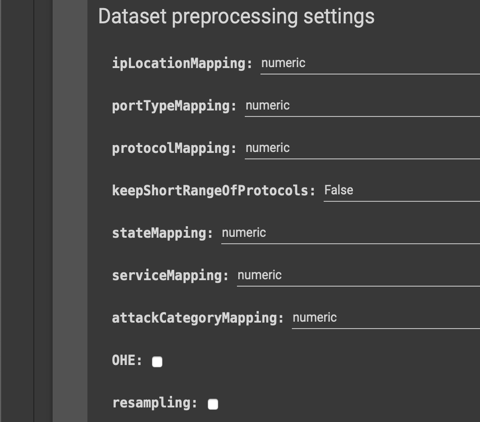 Dataset preprocessing settings
ipLocationMapping: numeric
portTypeMapping: numeric
protocolMapping: numeric
keepShortRangeOfProtocols: False
stateMapping: numeric
serviceMapping: numeric
attackCategoryMapping: numeric
OHE:
resampling: